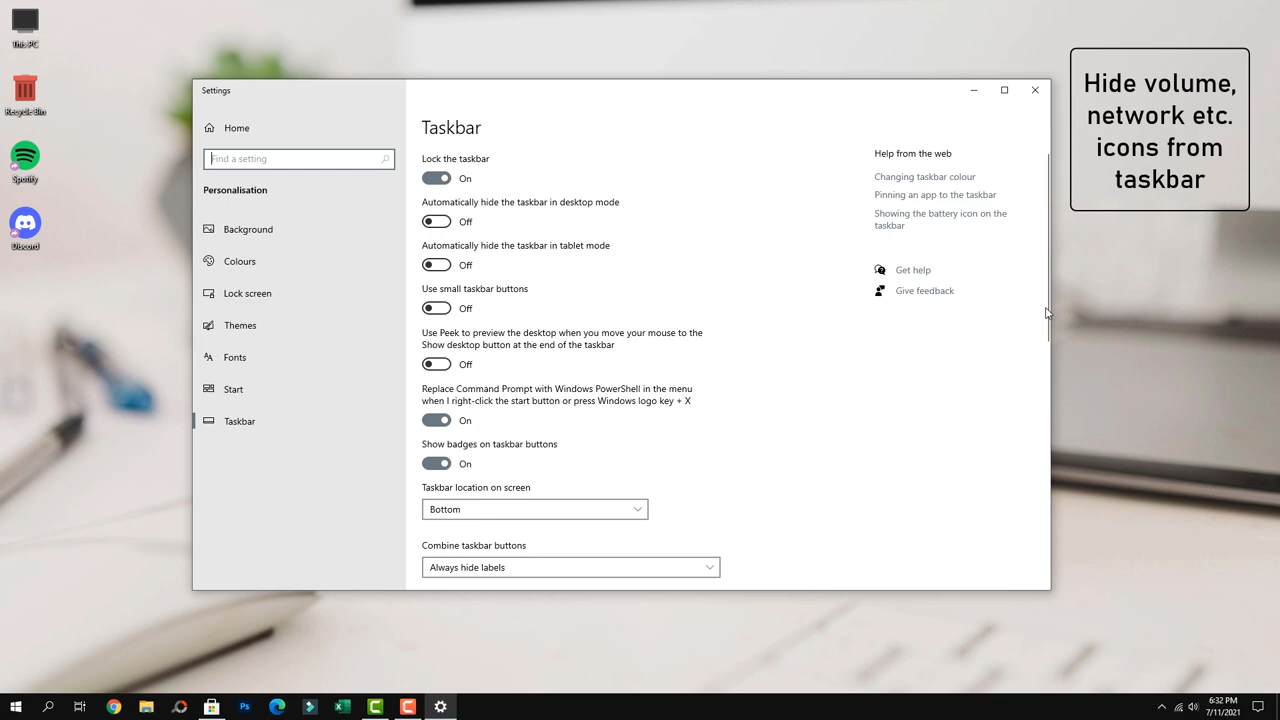 This PC
Recycle Bin
Spotify
Discord
Settings
Home
Find a setting
Personalisation
Background
Colours
Lock screen
Themes
Fonts
Start
Taskbar
Taskbar
Lock the taskbar
On
Automatically hide the taskbar in desktop mode
Off
Automatically hide the taskbar in tablet mode
Off
Use small taskbar buttons
Off
Use Peek to preview the desktop when you move your mouse to the
Show desktop button at the end of the taskbar
Off
Replace Command Prompt with Windows PowerShell in the menu
when I right-click the start button or press Windows logo key + X
On
Show badges on taskbar buttons
On
Taskbar location on screen
Bottom
Combine taskbar buttons
Always hide labels
Help from the web
Changing taskbar colour
Pinning an app to the taskbar
Showing the battery icon on the
taskbar
Get help
Give feedback
Hide volume,
network etc.
icons from
taskbar
Ps
6:32 PM
7/11/2021